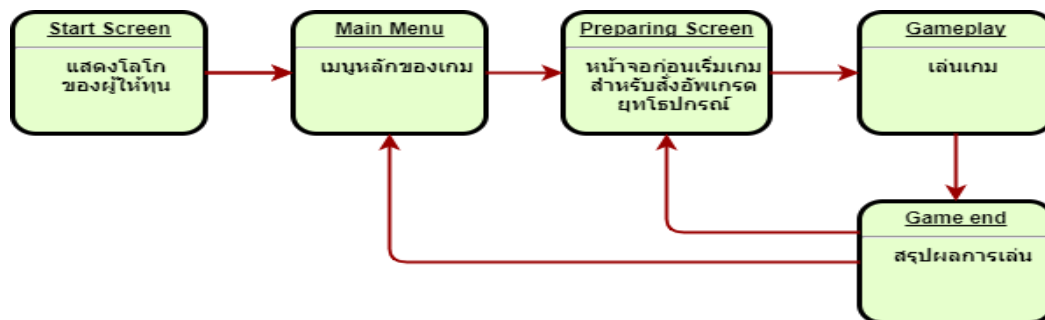 Start Screen
แสดงโลโก
ของผู้ให้ทุน
Main Menu
เมนูหลักของเกม
Preparing Screen
หน้าจอก่อนเริ่มเกม
สำหรับสั่งอัพเกรด
ยุทโธปกรณ์
Gameplay
เล่นเกม
Game end
สรุปผลการเล่น